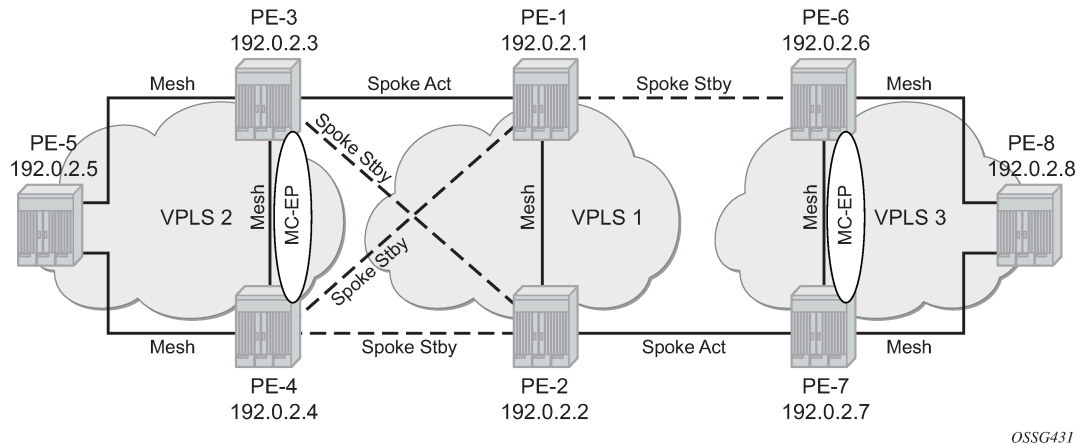 PE-3
192.0.2.3
PE-1
192.0.2.1
PE-6
192.0.2.6
Mesh
Spoke Act
Spoke Stby
Mesh
PE-5
192.0.2.5
Spoke Stby
PE-8
192.0.2.8
VPLS 2
Mesh
MC-EP
Mesh
VPLS 1
Mesh
MC-EP
VPLS 3
Spoke Stby
Mesh
Spoke Stby
Spoke Act
Mesh
PE-4
192.0.2.4
PE-2
192.0.2.2
PE-7
192.0.2.7
OSSG431